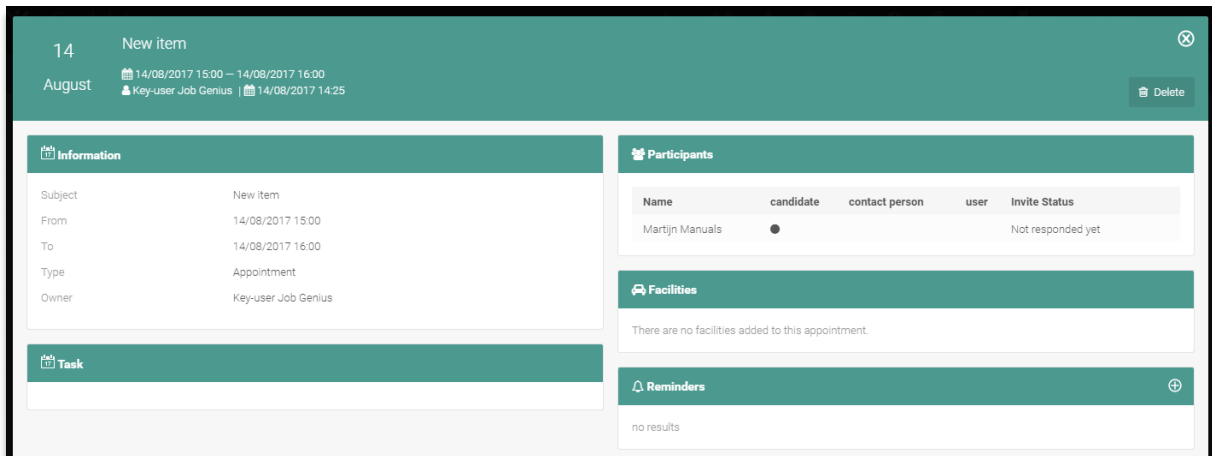 14
August
New item
14/08/2017 15:00 — 14/08/2017 16:00
Key-user Job Genius | 14/08/2017 14:25
Delete
Information
Subject New item
From 14/08/2017 15:00
To 14/08/2017 16:00
Type Appointment
Owner Key-user Job Genius
Task
Participants
Name candidate contact person user Invite Status
Martijn Manuals Not responded yet
Facilities
There are no facilities added to this appointment.
Reminders
no results